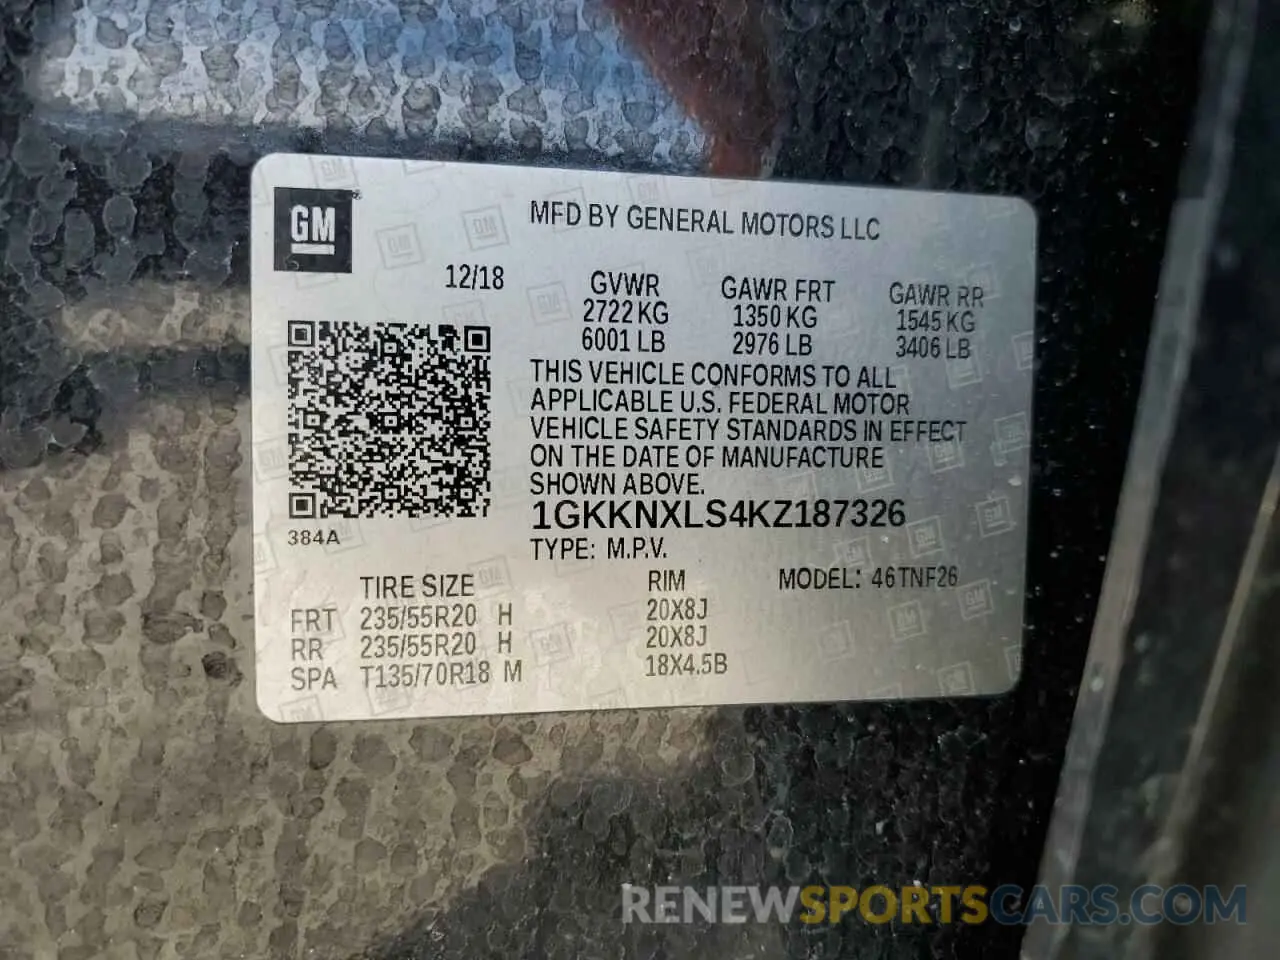 GM
MFD BY GENERAL MOTORS LLC
12/18
GVWR
2722 KG
6001 LB
GAWR FRT
1350 KG
2976 LB
GAWR RR
1545 KG
3406 LB
THIS VEHICLE CONFORMS TO ALL
APPLICABLE U.S. FEDERAL MOTOR
VEHICLE SAFETY STANDARDS IN EFFECT
ON THE DATE OF MANUFACTURE
SHOWN ABOVE.
1GKKNXLS4KZ187326
TYPE: M.P.V.
384A
TIRE SIZE RIM MODEL: 46TNF26
FRT 235/55R20 H 20X8J
RR 235/55R20 H 20X8J
SPA T135/70R18 M 18X4.5B
RENEWSPORTSCARS.COM